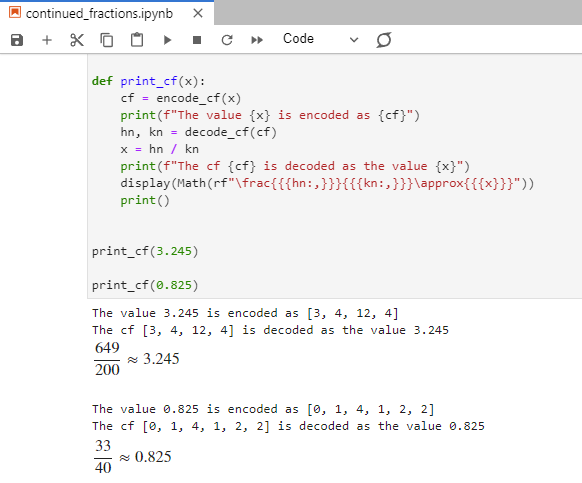 continued_fractions.ipynb
Code
def print_cf(x):
    cf = encode_cf(x)
    print(f"The value {x} is encoded as {cf}")
    hn, kn = decode_cf(cf)
    x = hn / kn
    print(f"The cf {cf} is decoded as the value {x}")
    display(Math(rf"\frac{{{hn:,}}}{{{kn:,}}}\approx{{{x}}}"))
    print()
print_cf(3.245)
print_cf(0.825)
The value 3.245 is encoded as [3, 4, 12, 4]
The cf [3, 4, 12, 4] is decoded as the value 3.245
649
200
≈ 3.245
The value 0.825 is encoded as [0, 1, 4, 1, 2, 2]
The cf [0, 1, 4, 1, 2, 2] is decoded as the value 0.825
33
40
≈ 0.825